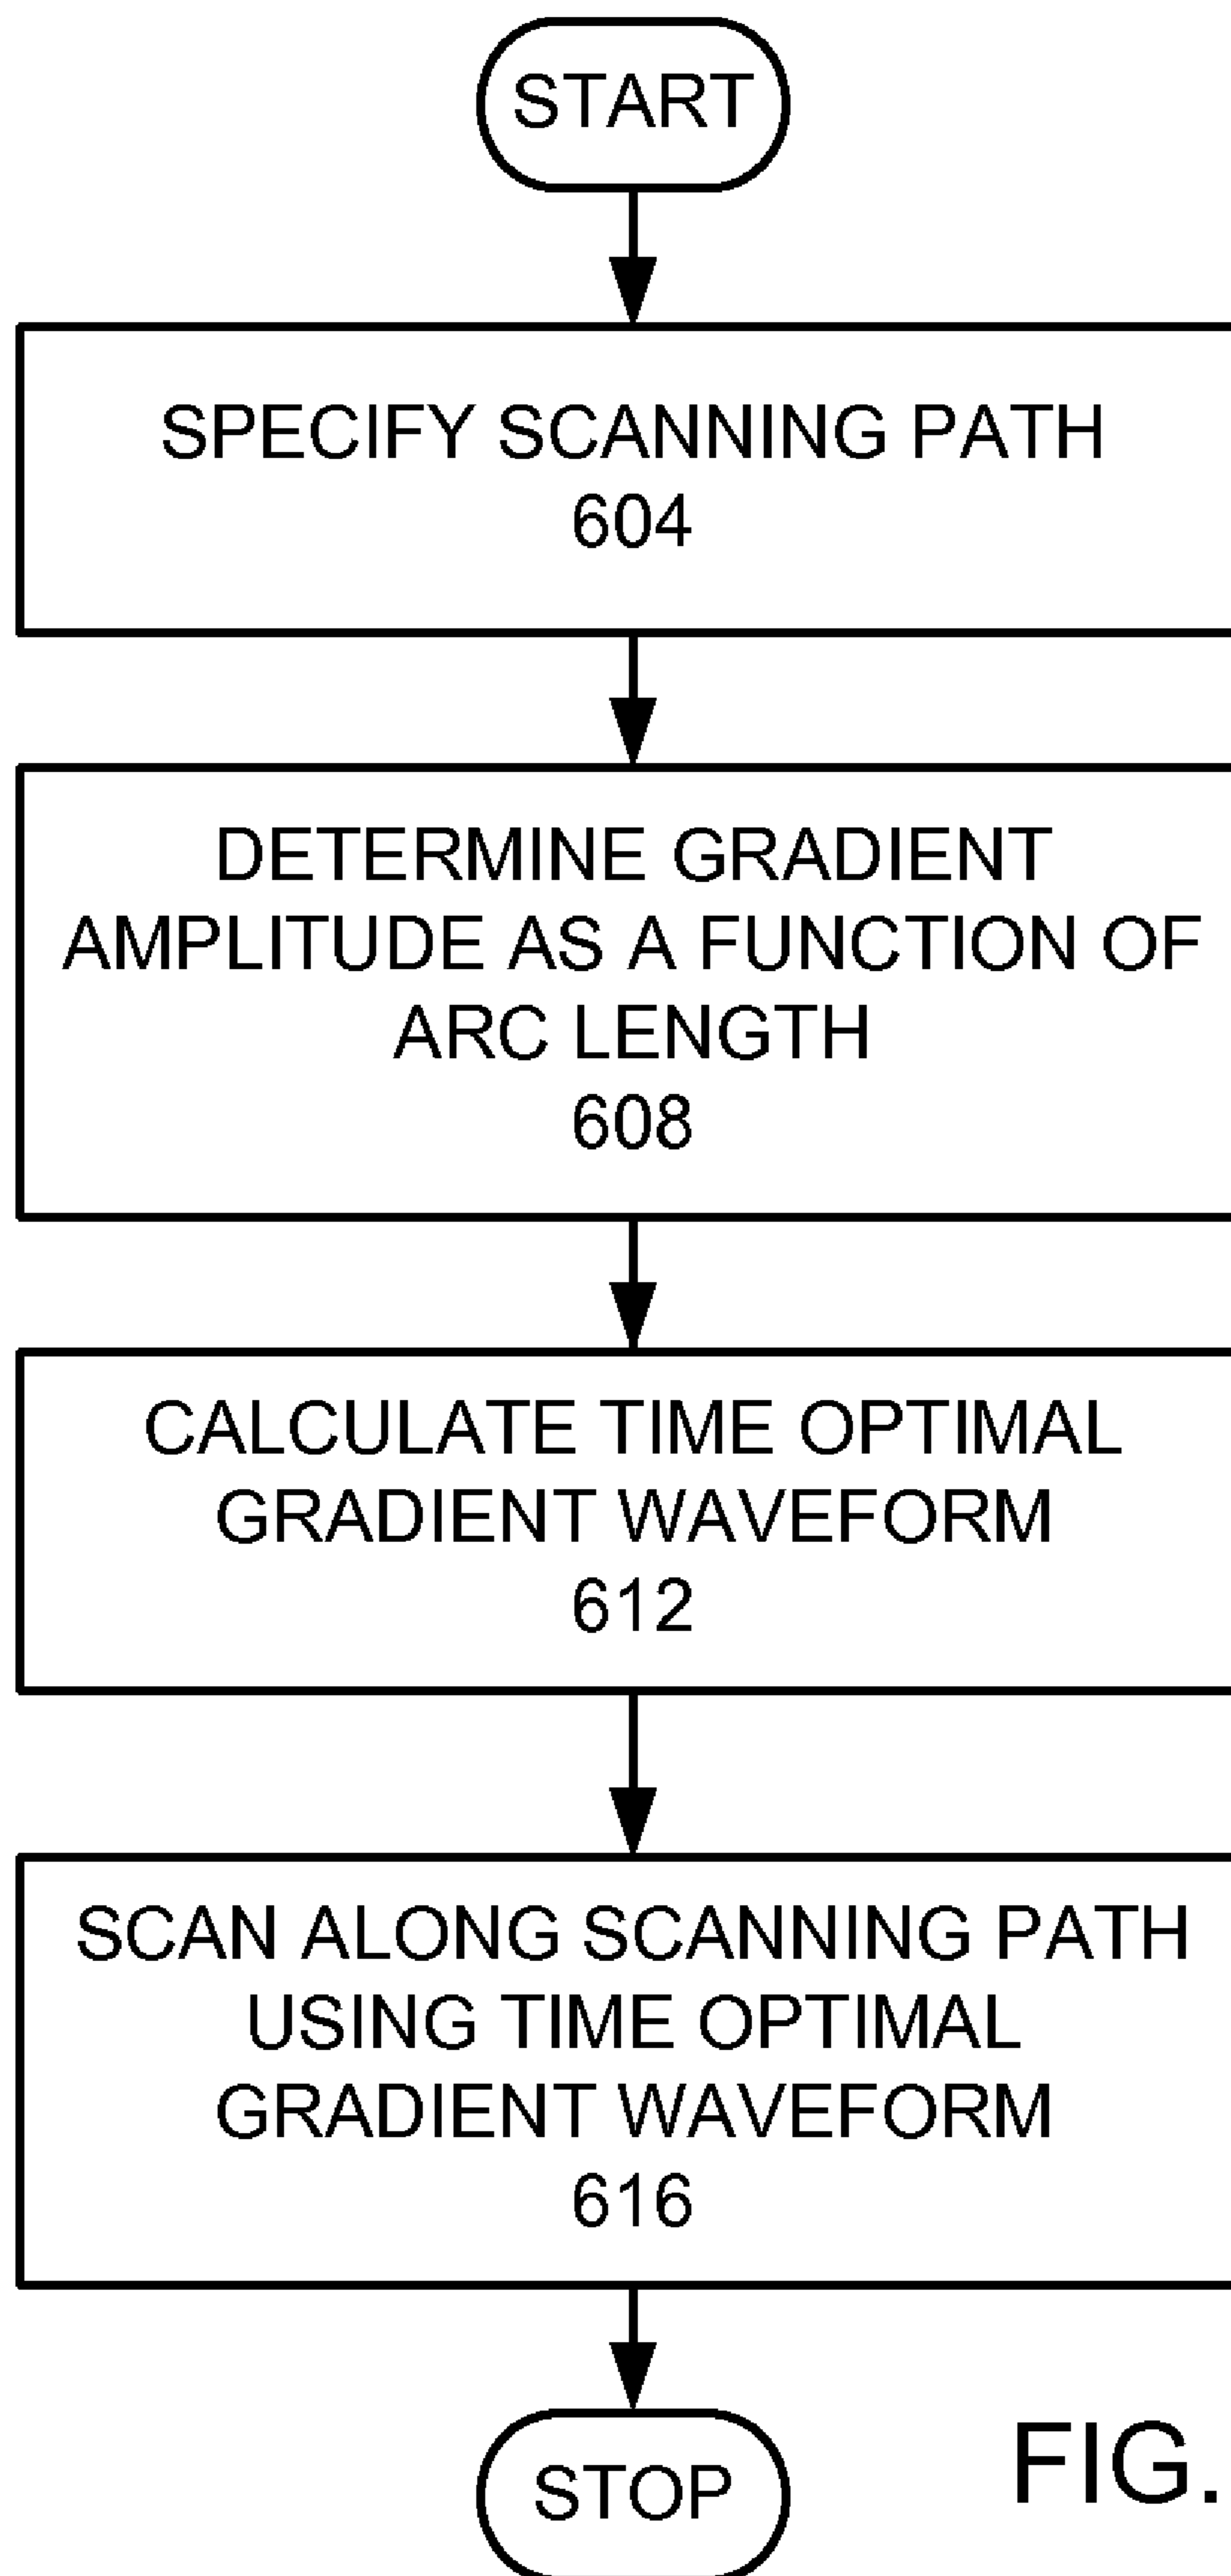 START
SPECIFY SCANNING PATH
604
DETERMINE GRADIENT
AMPLITUDE AS A FUNCTION OF
ARC LENGTH
608
CALCULATE TIME OPTIMAL
GRADIENT WAVEFORM
612
SCAN ALONG SCANNING PATH
USING TIME OPTIMAL
GRADIENT WAVEFORM
616
STOP
FIG.